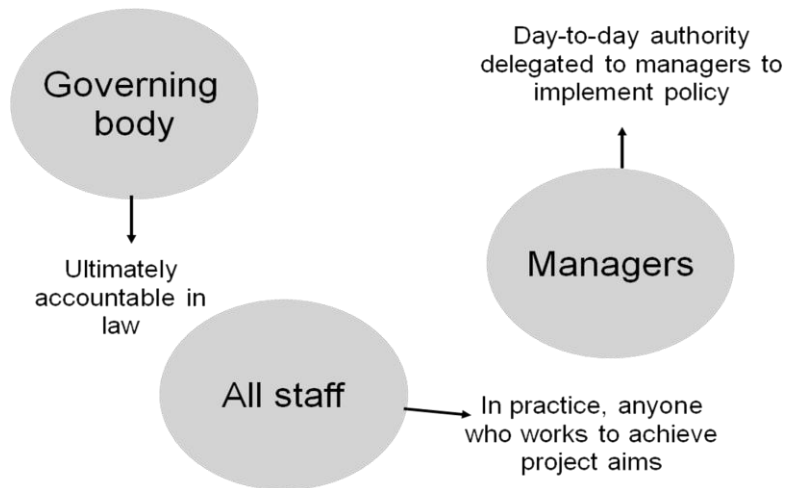 Governing
body
Ultimately
accountable in
law
Day-to-day authority
delegated to managers to
implement policy
Managers
All staff
In practice, anyone
who works to achieve
project aims